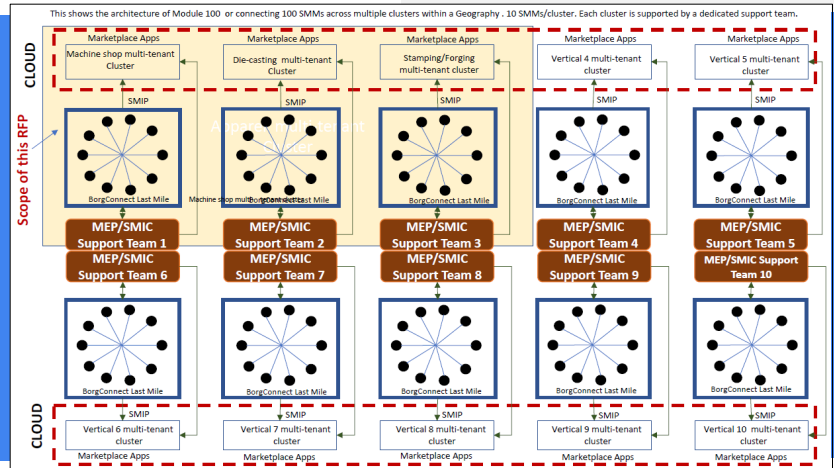 This shows the architecture of Module 100 or connecting 100 SMMs across multiple clusters within a Geography . 10 SMMs/cluster. Each cluster is supported by a dedicated support team.
CLOUD
Scope of this RFP
Marketplace Apps
Machine shop multi-tenant
Cluster
SMIP
BorgConnect Last Mile
MEP/SMIC
Support Team 1
Marketplace Apps
Die-casting multi-tenant
Cluster
SMIP
BorgConnect Last Mile
MEP/SMIC
Support Team 2
Marketplace Apps
Stamping/Forging
multi-tenant cluster
SMIP
BorgConnect Last Mile
MEP/SMIC
Support Team 3
Marketplace Apps
Vertical 4 multi-tenant
cluster
SMIP
BorgConnect Last Mile
MEP/SMIC
Support Team 4
Marketplace Apps
Vertical 5 multi-tenant
cluster
SMIP
BorgConnect Last Mile
MEP/SMIC
Support Team 5
MEP/SMIC
Support Team 6
BorgConnect Last Mile
SMIP
Vertical 6 multi-tenant
cluster
Marketplace Apps
MEP/SMIC
Support Team 7
BorgConnect Last Mile
SMIP
Vertical 7 multi-tenant
cluster
Marketplace Apps
MEP/SMIC
Support Team 8
BorgConnect Last Mile
SMIP
Vertical 8 multi-tenant
cluster
Marketplace Apps
MEP/SMIC
Support Team 9
BorgConnect Last Mile
SMIP
Vertical 9 multi-tenant
cluster
Marketplace Apps
MEP/SMIC Support
Team 10
BorgConnect Last Mile
SMIP
Vertical 10 multi-tenant
cluster
Marketplace Apps
CLOUD